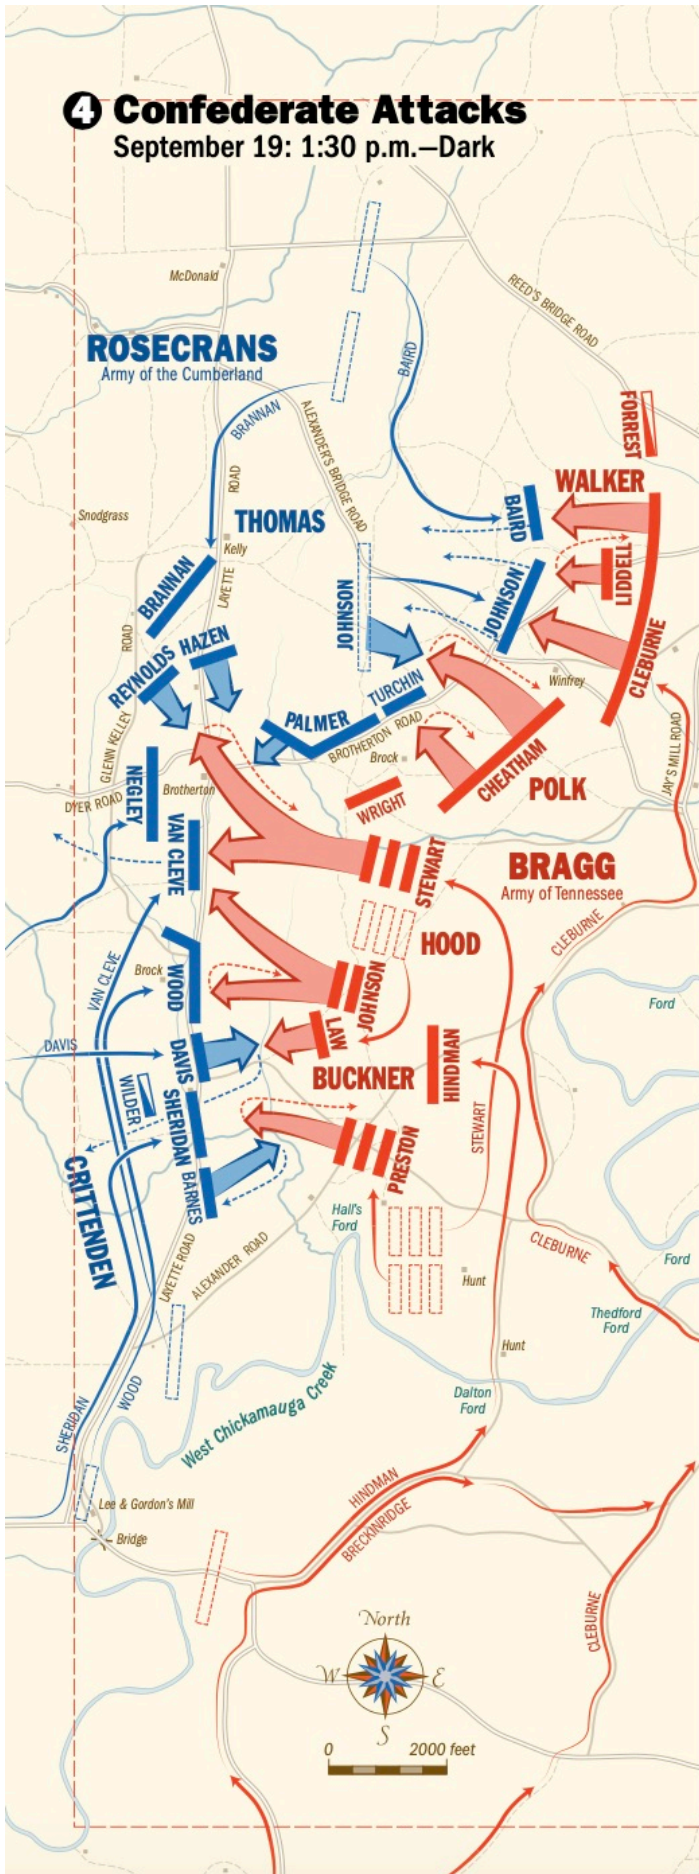 4 Confederate Attacks
September 19: 1:30 p.m.—Dark
McDonald
REED'S BRIDGE ROAD
ROSECRANS
Army of the Cumberland
BAIRD
BRANNAN
ALEXANDER'S BRIDGE ROAD
FORREST
ROAD
WALKER
Snodgrass
THOMAS
BAIRD
Kelly
LAYETTE
BRANNAN
LIDDELL
JOHNSON
JOHNSON
ROAD
REYNOLDS
HAZEN
CLEBURNE
Winfrey
TURCHIN
PALMER
BROTHERTON ROAD
GLENN KELLEY
Brock
CHEATHAM
POLK
JAY'S MILL ROAD
NEGLEY
Brotherton
DYER ROAD
WRIGHT
VAN CLEVE
STEWART
BRAGG
Army of Tennessee
HOOD
CLEBURNE
VAN CLEVE
Brock
WOOD
JOHNSON
Ford
LAW
DAVIS
DAVIS
BUCKNER
HINDMAN
WILDER
SHERIDAN
STEWART
CRITTENDEN
BARNES
PRESTON
Hall's
Ford
LAYETTE ROAD
ALEXANDER ROAD
CLEBURNE
Ford
Hunt
Thedford
Ford
Hunt
West Chickamauga Creek
Dalton
Ford
WOOD
SHERIDAN
HINDMAN
BRECKINRIDGE
Lee & Gordon's Mill
Bridge
CLEBURNE
North
W
E
S
0 2000 feet